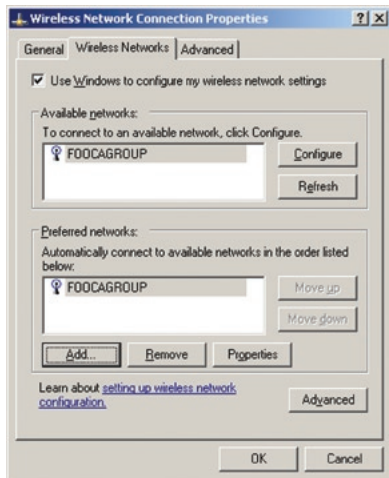 Wireless Network Connection Properties
General
Wireless Networks
Advanced
Use Windows to configure my wireless network settings
Available networks:
To connect to an available network, click Configure.
FOOCAGROUP
Configure
Refresh
Preferred networks:
Automatically connect to available networks in the order listed
below:
FOOCAGROUP
Move up
Move down
Add...
Remove
Properties
Learn about setting up wireless network
configuration.
Advanced
OK
Cancel